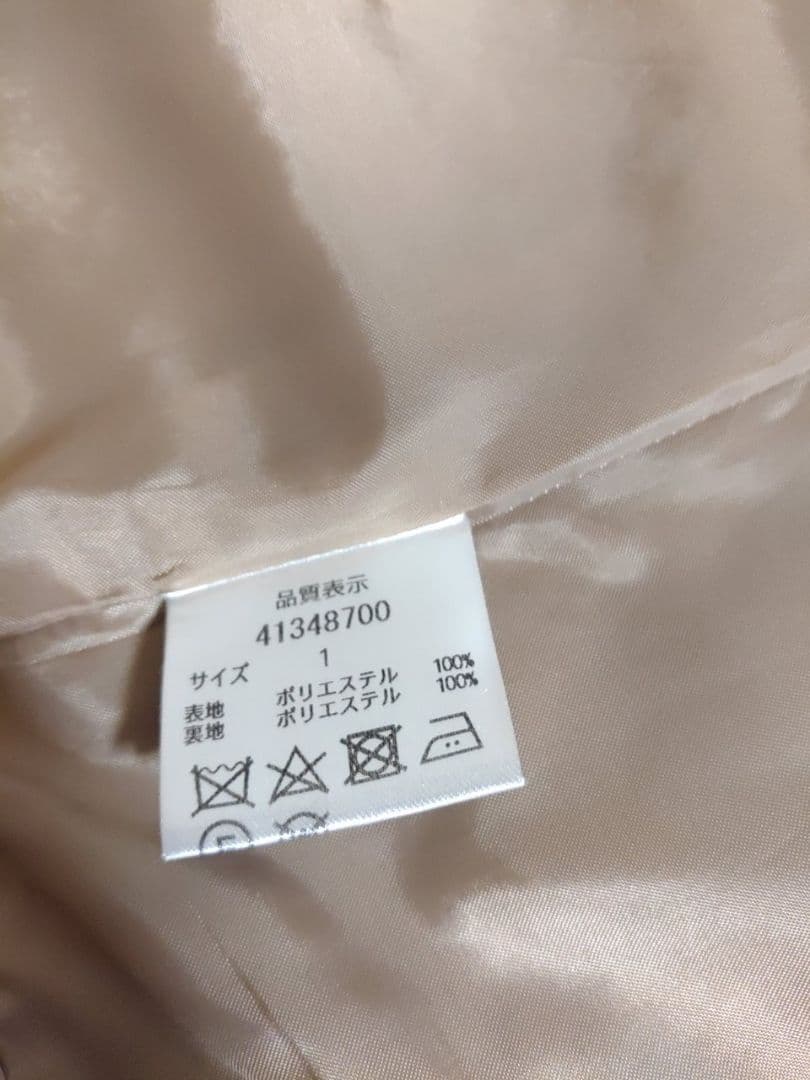 品質表示
41348700
サイズ 1
表地 ポリエステル 100%
裏地 ポリエステル 100%